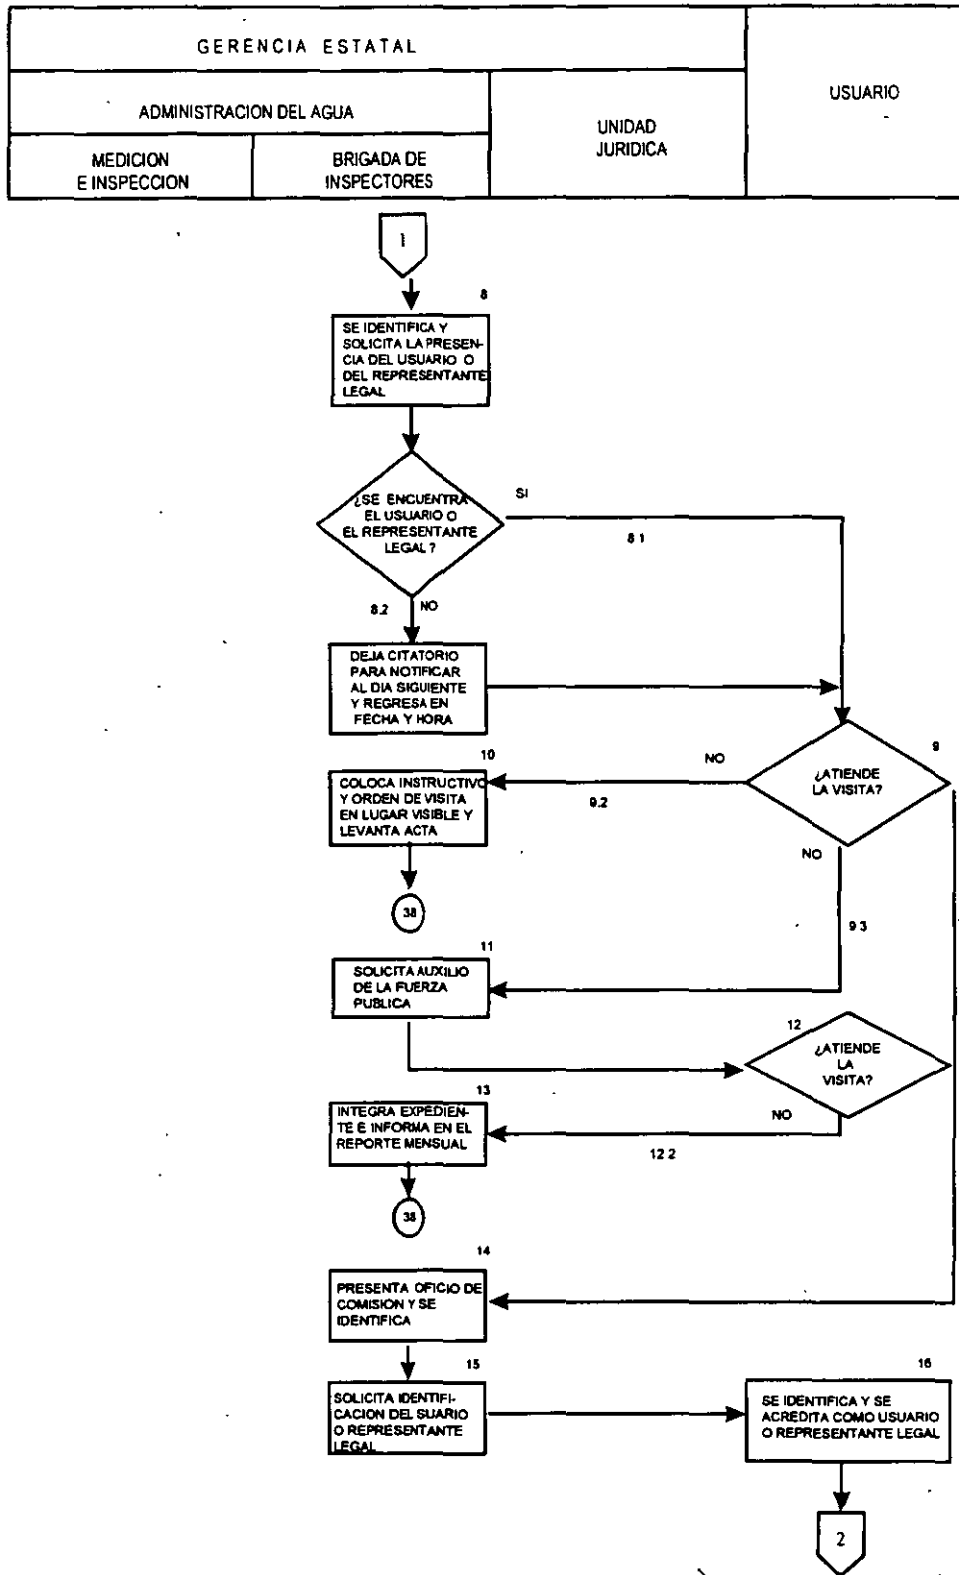 GERENCIA ESTATAL
USUARIO
ADMINISTRACION DEL AGUA
UNIDAD
JURIDICA
MEDICION
E INSPECCION
BRIGADA DE
INSPECTORES
1
8
SE IDENTIFICA Y
SOLICITA LA PRESEN-
CIA DEL USUARIO O
DEL REPRESENTANTE
LEGAL
¿SE ENCUENTRA
EL USUARIO O
EL REPRESENTANTE
LEGAL?
SI
8 1
8.2
NO
DEJA CITATORIO
PARA NOTIFICAR
AL DIA SIGUIENTE
Y REGRESA EN
FECHA Y HORA
9
¿ATIENDE
LA VISITA?
NO
9.2
10
COLOCA INSTRUCTIVO
Y ORDEN DE VISITA
EN LUGAR VISIBLE Y
LEVANTA ACTA
38
NO
9 3
11
SOLICITA AUXILIO
DE LA FUERZA
PUBLICA
12
¿ATIENDE
LA
VISITA?
NO
12 2
13
INTEGRA EXPEDIEN-
TE E INFORMA EN EL
REPORTE MENSUAL
38
14
PRESENTA OFICIO DE
COMISION Y SE
IDENTIFICA
15
SOLICITA IDENTIFI-
CACION DEL SUARIO
O REPRESENTANTE
LEGAL
16
SE IDENTIFICA Y SE
ACREDITA COMO USUARIO
O REPRESENTANTE LEGAL
2